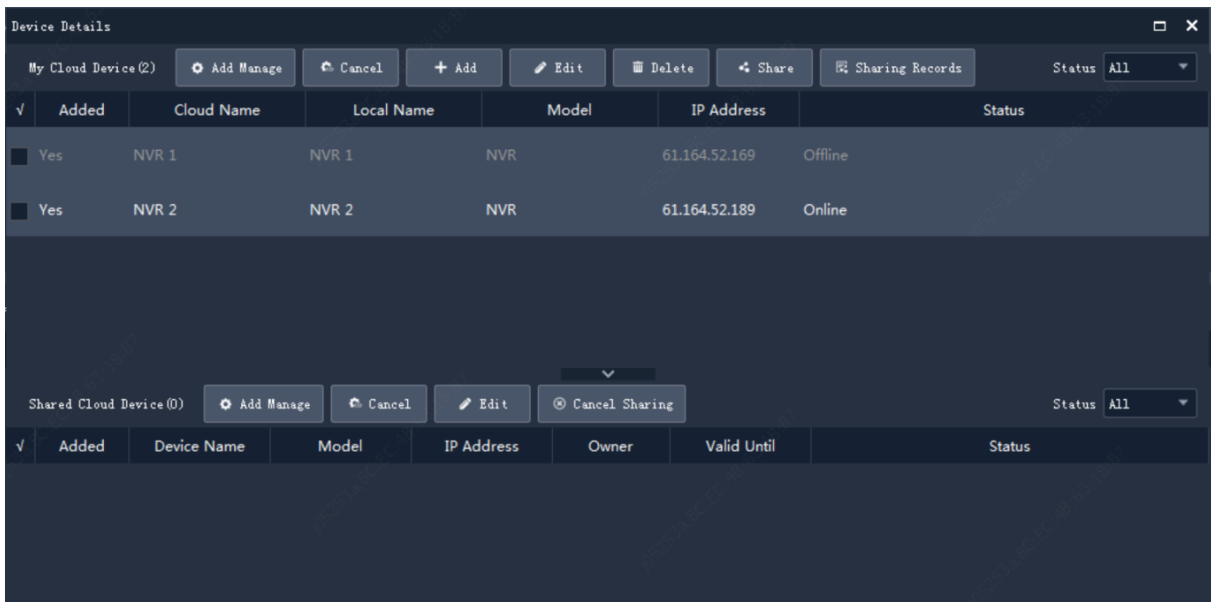 Device Details
My Cloud Device(2) Add Manage Cancel + Add Edit Delete Share Sharing Records Status All
√ Added Cloud Name Local Name Model IP Address Status
Yes NVR 1 NVR 1 NVR 61.164.52.169 Offline
Yes NVR 2 NVR 2 NVR 61.164.52.189 Online
Shared Cloud Device(0) Add Manage Cancel Edit Cancel Sharing Status All
√ Added Device Name Model IP Address Owner Valid Until Status